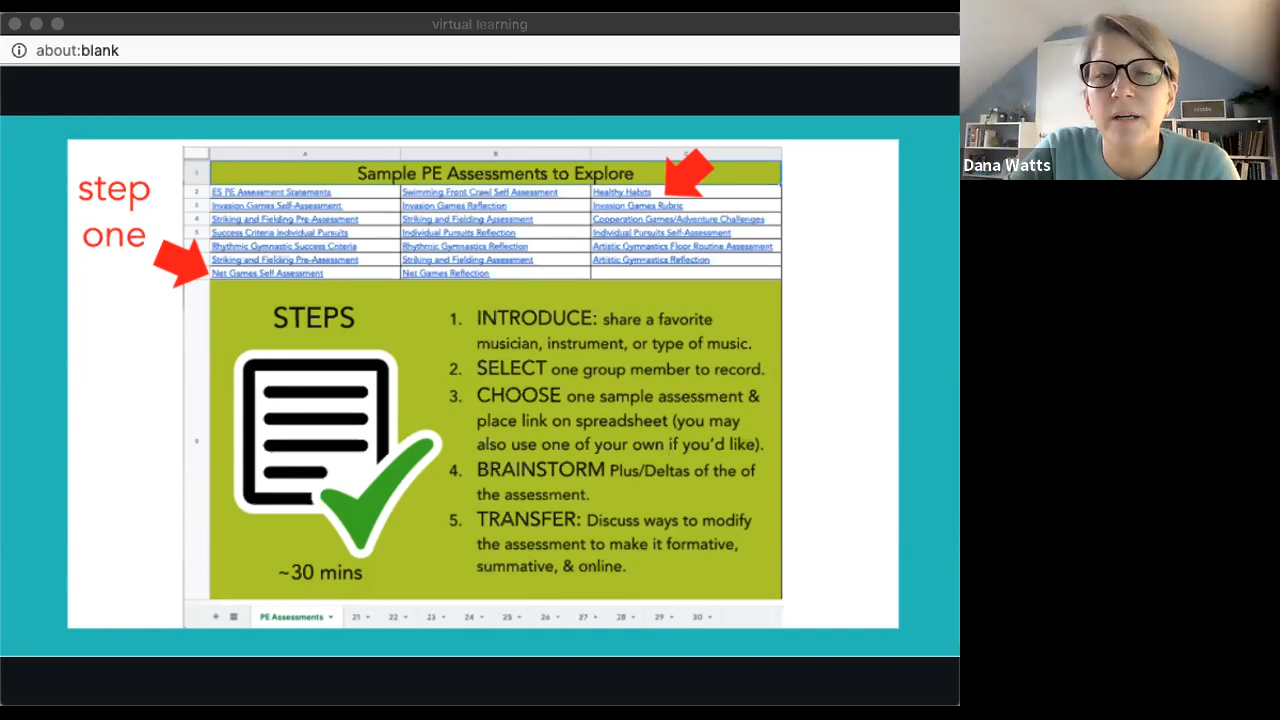 virtual learning
about:blank
Dana Watts
step
one
A B C
1 Sample PE Assessments to Explore
2 ES PE Assessment Statements Swimming Front Crawl Self Assessment Healthy Habits
3 Invasion Games Self-Assessment Invasion Games Reflection Invasion Games Rubric
4 Striking and Fielding Pre-Assessment Striking and Fielding Assessment Cooperation Games/Adventure Challenges
5 Success Criteria Individual Pursuits Individual Pursuits Reflection Individual Pursuits Self-Assessment
Rhythmic Gymnastic Success Criteria Rhythmic Gymnastics Reflection Artistic Gymnastics Floor Routine Assessment
Striking and Fielding Pre-Assessment Striking and Fielding Assessment Artistic Gymnastics Reflection
Net Games Self Assessment Net Games Reflection
STEPS
1. INTRODUCE: share a favorite
musician, instrument, or type of music.
2. SELECT one group member to record.
3. CHOOSE one sample assessment &
place link on spreadsheet (you may
also use one of your own if you'd like).
4. BRAINSTORM Plus/Deltas of the of
the assessment.
5. TRANSFER: Discuss ways to modify
the assessment to make it formative,
summative, & online.
~30 mins
+ PE Assessments 21 22 23 24 25 26 27 28 29 30